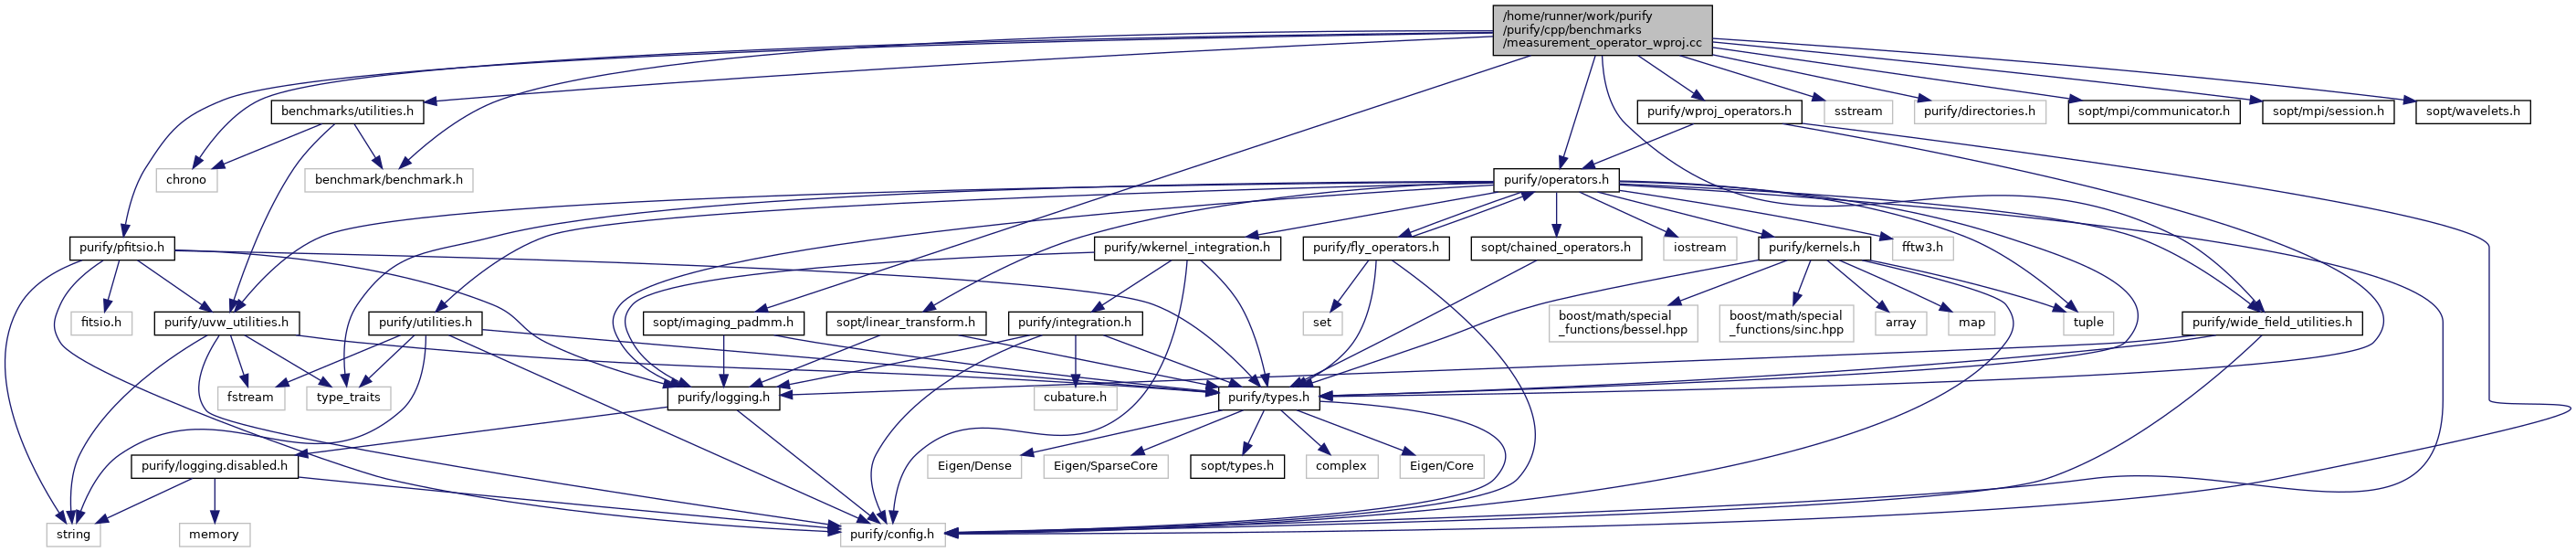 /home/runner/work/purify
/purify/cpp/benchmarks
/measurement_operator_wproj.cc
benchmarks/utilities.h
purify/wproj_operators.h
sstream
purify/directories.h
sopt/mpi/communicator.h
sopt/mpi/session.h
sopt/wavelets.h
chrono
benchmark/benchmark.h
purify/operators.h
purify/pfitsio.h
purify/wkernel_integration.h
purify/fly_operators.h
sopt/chained_operators.h
iostream
purify/kernels.h
fftw3.h
fitsio.h
purify/uvw_utilities.h
purify/utilities.h
sopt/imaging_padmm.h
sopt/linear_transform.h
purify/integration.h
set
boost/math/special
_functions/bessel.hpp
boost/math/special
_functions/sinc.hpp
array
map
tuple
purify/wide_field_utilities.h
fstream
type_traits
purify/logging.h
cubature.h
purify/types.h
purify/logging.disabled.h
Eigen/Dense
Eigen/SparseCore
sopt/types.h
complex
Eigen/Core
string
memory
purify/config.h